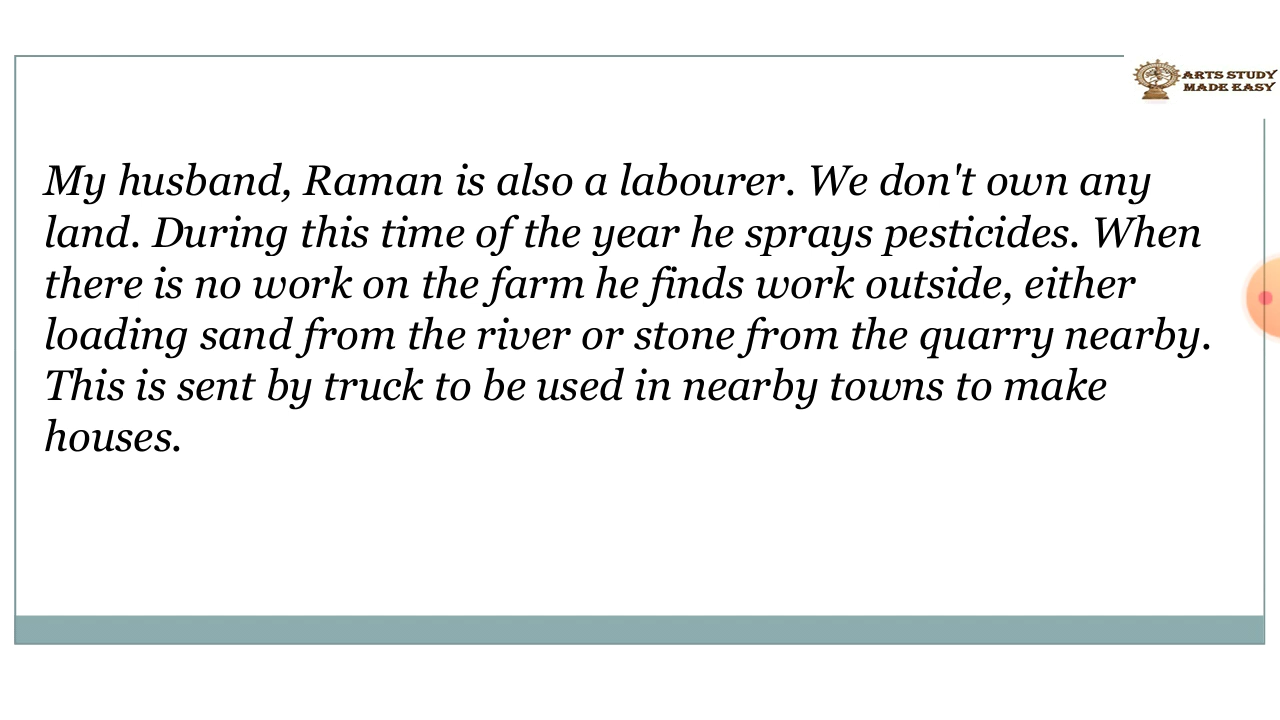 ARTS STUDY
MADE EASY
My husband, Raman is also a labourer. We don't own any
land. During this time of the year he sprays pesticides. When
there is no work on the farm he finds work outside, either
loading sand from the river or stone from the quarry nearby.
This is sent by truck to be used in nearby towns to make
houses.